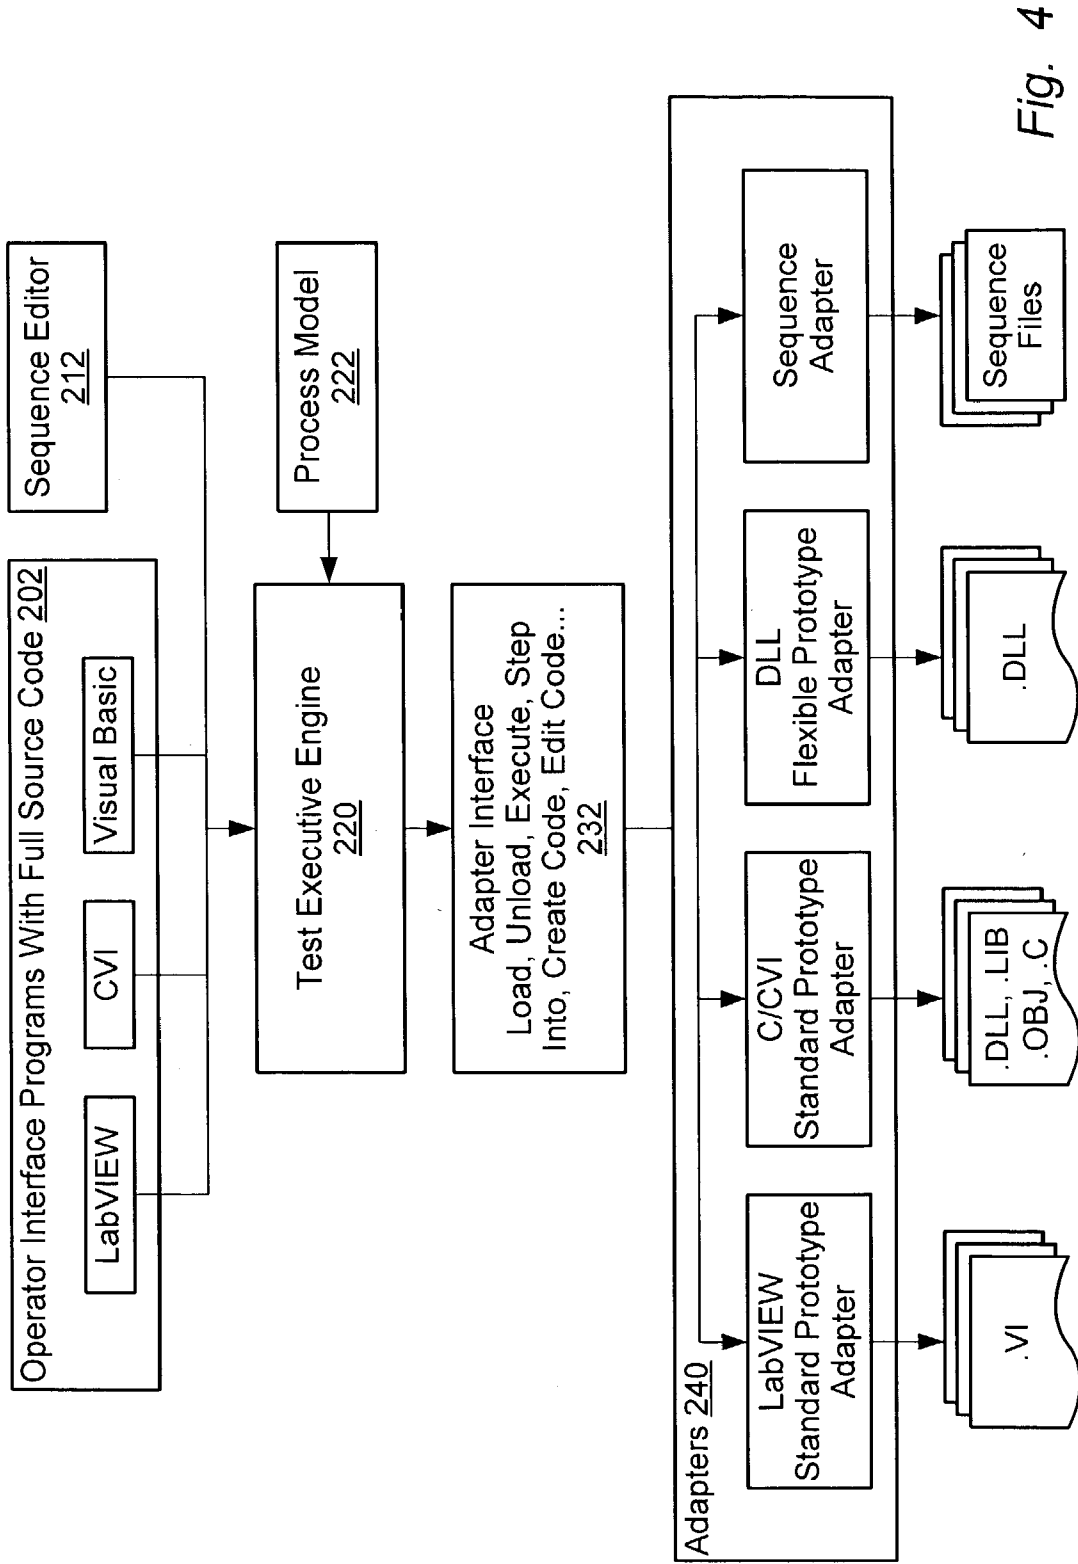 Operator Interface Programs With Full Source Code 202
LabVIEW
CVI
Visual Basic
Sequence Editor
212
Test Executive Engine
220
Process Model
222
Adapter Interface
Load, Unload, Execute, Step
Into, Create Code, Edit Code...
232
Adapters 240
LabVIEW
Standard Prototype
Adapter
C/CVI
Standard Prototype
Adapter
DLL
Flexible Prototype
Adapter
Sequence
Adapter
.VI
.DLL, .LIB
.OBJ, .C
.DLL
Sequence
Files
Fig. 4